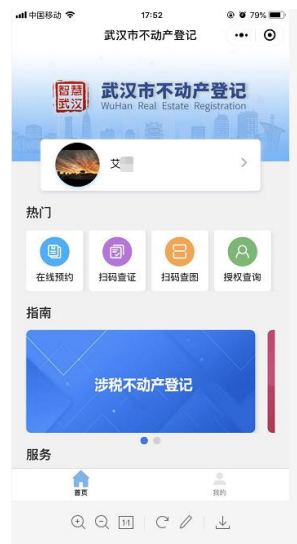 中国移动 17:52 79%
武汉市不动产登记
智慧武汉
武汉市不动产登记
WuHan Real Estate Registration
艾
热门
在线预约 扫码查证 扫码查图 授权查询
指南
涉税不动产登记
服务
首页 我的
1:1